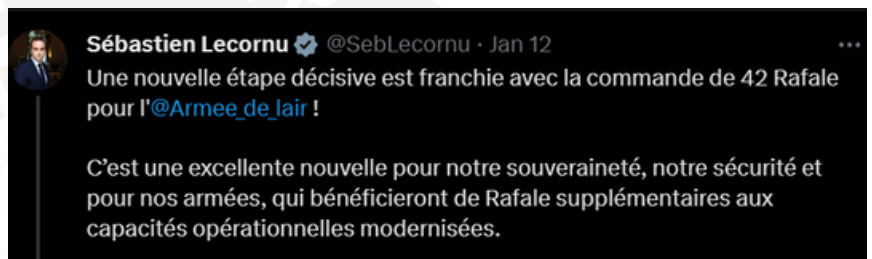 Sébastien Lecornu @SebLecornu · Jan 12
Une nouvelle étape décisive est franchie avec la commande de 42 Rafale
pour l'@Armee_de_lair !
C’est une excellente nouvelle pour notre souveraineté, notre sécurité et
pour nos armées, qui bénéficieront de Rafale supplémentaires aux
capacités opérationnelles modernisées.